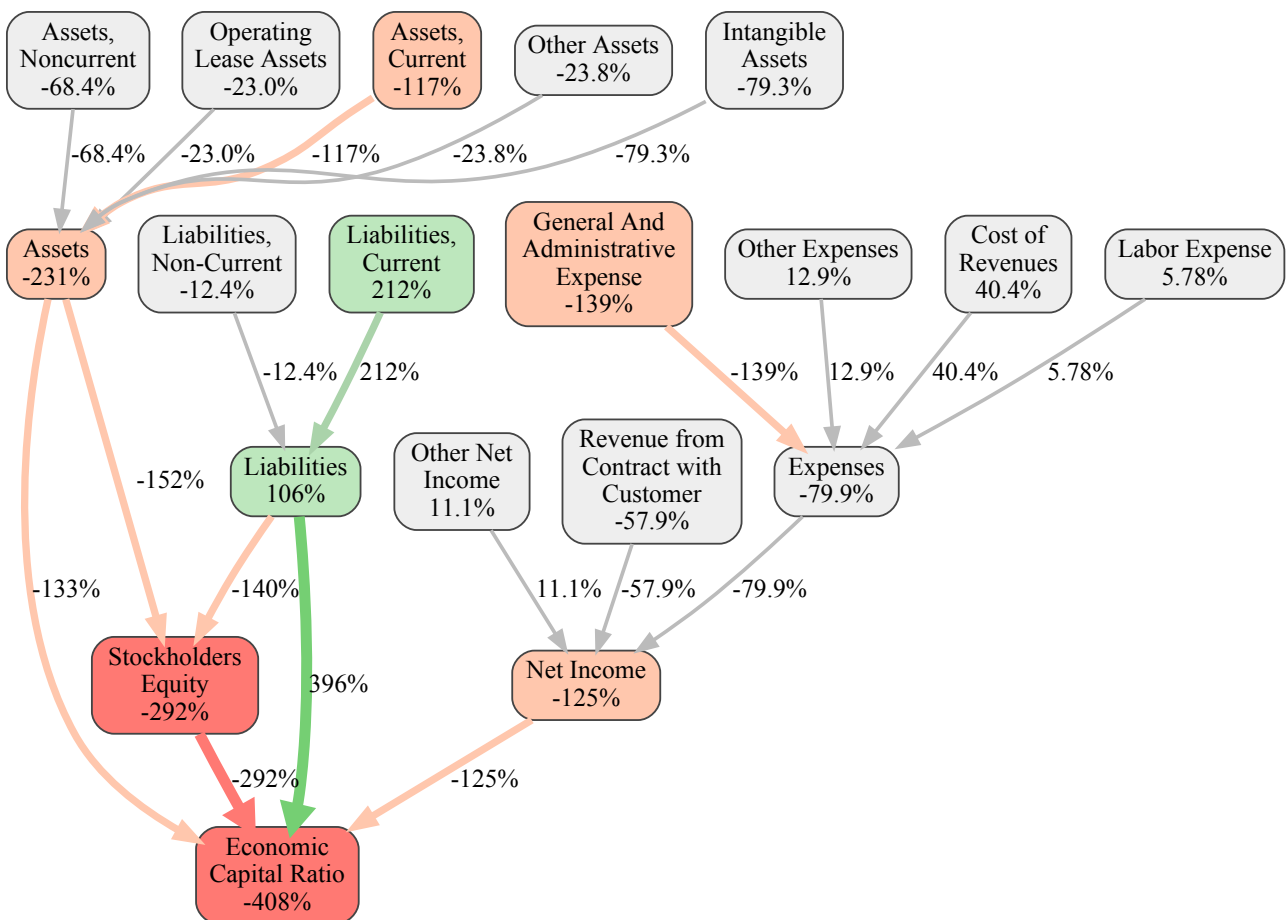 Assets,
Noncurrent
-68.4%
Operating
Lease Assets
-23.0%
Assets,
Current
-117%
Other Assets
-23.8%
Intangible
Assets
-79.3%
-68.4%
-23.0%
-117%
-23.8%
-79.3%
Assets
-231%
Liabilities,
Non-Current
-12.4%
Liabilities,
Current
212%
General And
Administrative
Expense
-139%
Other Expenses
12.9%
Cost of
Revenues
40.4%
Labor Expense
5.78%
-12.4%
212%
-139%
12.9%
40.4%
5.78%
-152%
Liabilities
106%
Other Net
Income
11.1%
Revenue from
Contract with
Customer
-57.9%
Expenses
-79.9%
-133%
-140%
11.1%
-57.9%
-79.9%
Stockholders
Equity
-292%
396%
Net Income
-125%
-292%
-125%
Economic
Capital Ratio
-408%